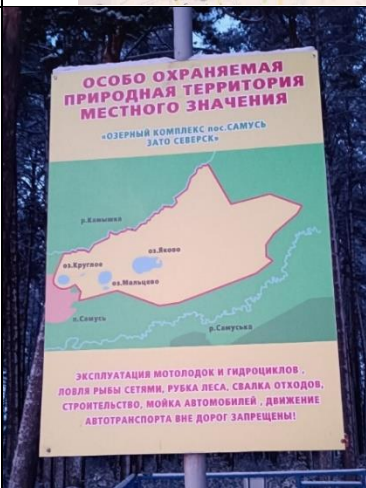 ОСОБО ОХРАНЯЕМАЯ
ПРИРОДНАЯ ТЕРРИТОРИЯ
МЕСТНОГО ЗНАЧЕНИЯ
«ОЗЕРНЫЙ КОМПЛЕКС пос.САМУСЬ
ЗАТО СЕВЕРСК»
р.Камышка
оз.Яково
оз.Круглое
оз.Мальцево
п.Самусь
р.Самуська
ЭКСПЛУАТАЦИЯ МОТОЛОДОК И ГИДРОЦИКЛОВ ,
ЛОВЛЯ РЫБЫ СЕТЯМИ, РУБКА ЛЕСА, СВАЛКА ОТХОДОВ,
СТРОИТЕЛЬСТВО, МОЙКА АВТОМОБИЛЕЙ , ДВИЖЕНИЕ
АВТОТРАНСПОРТА ВНЕ ДОРОГ ЗАПРЕЩЕНЫ!